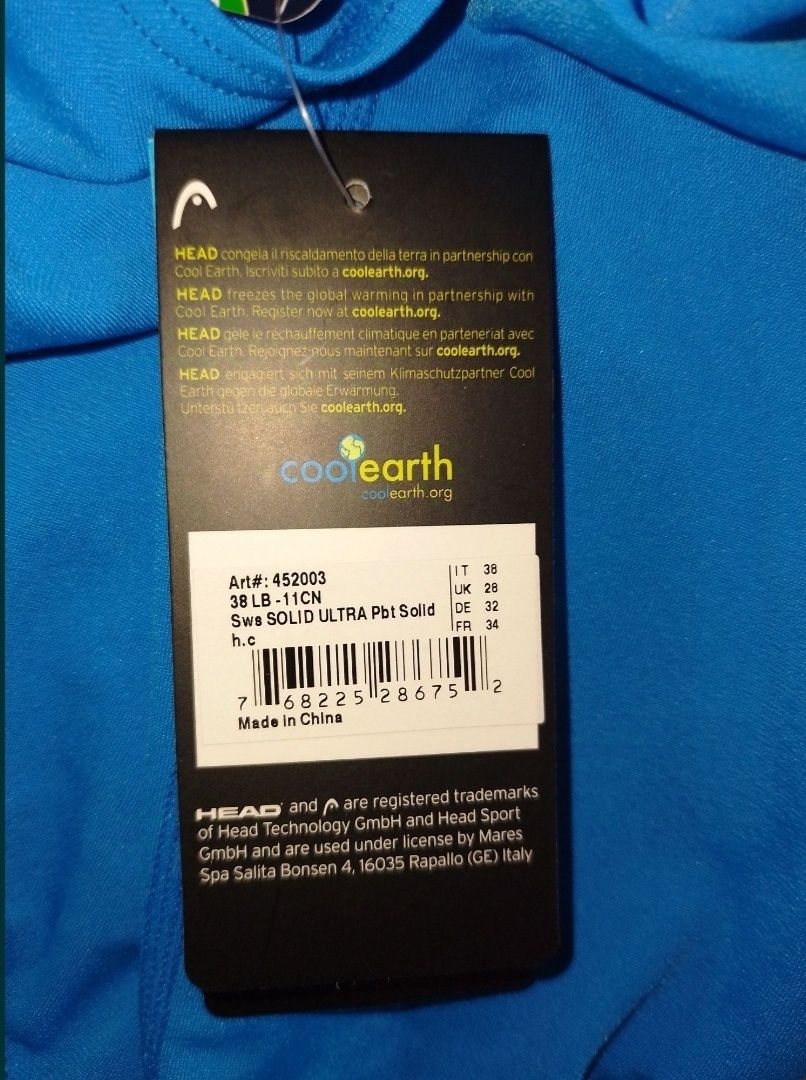 HEAD congela il riscaldamento della terra in partnership con
Cool Earth. Iscriviti subito a coolearth.org.
HEAD freezes the global warming in partnership with
Cool Earth. Register now at coolearth.org.
HEAD gèle le réchauffement climatique en parteneriat avec
Cool Earth. Rejoignez-nous maintenant sur coolearth.org.
HEAD engagiert sich mit seinem Klimaschutzpartner Cool
Earth gegen die globale Erwärmung.
Unterstützen auch Sie coolearth.org.
coolearth
coolearth.org
Art#: 452003
38 LB -11CN
Sws SOLID ULTRA Pbt Solid
h.c
IT 38
UK 28
DE 32
FR 34
7 68225 28675 2
Made in China
HEAD and are registered trademarks
of Head Technology GmbH and Head Sport
GmbH and are used under license by Mares
Spa Salita Bonsen 4, 16035 Rapallo (GE) Italy